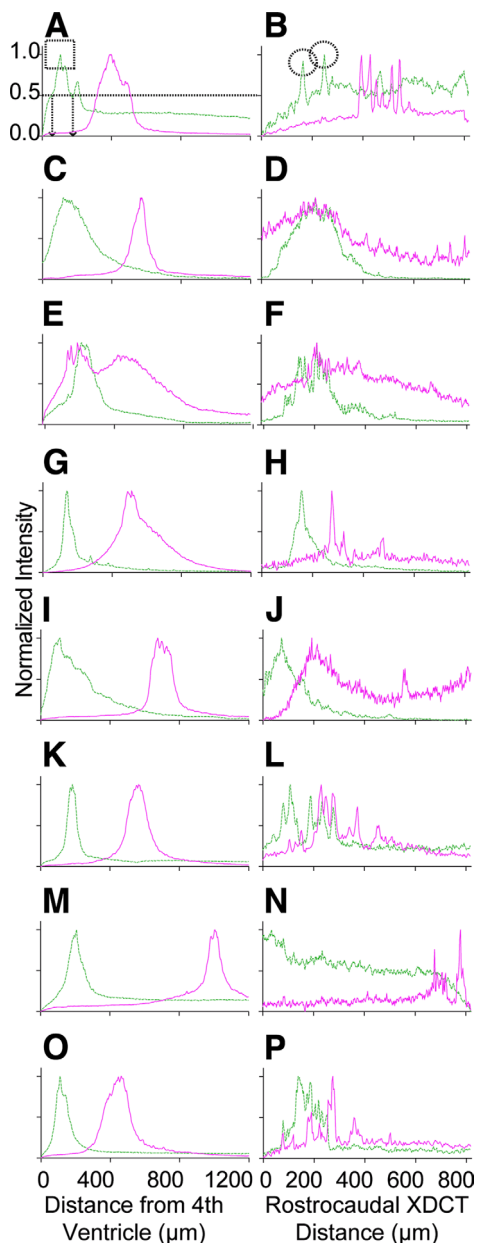 A B
1.0
0.5
0.0
C D
E F
G H
I J
K L
M N
O P
Normalized Intensity
0 400 800 1200
0 200 400 600 800
Distance from 4th
Ventricle (µm)
Rostrocaudal XDCT
Distance (µm)